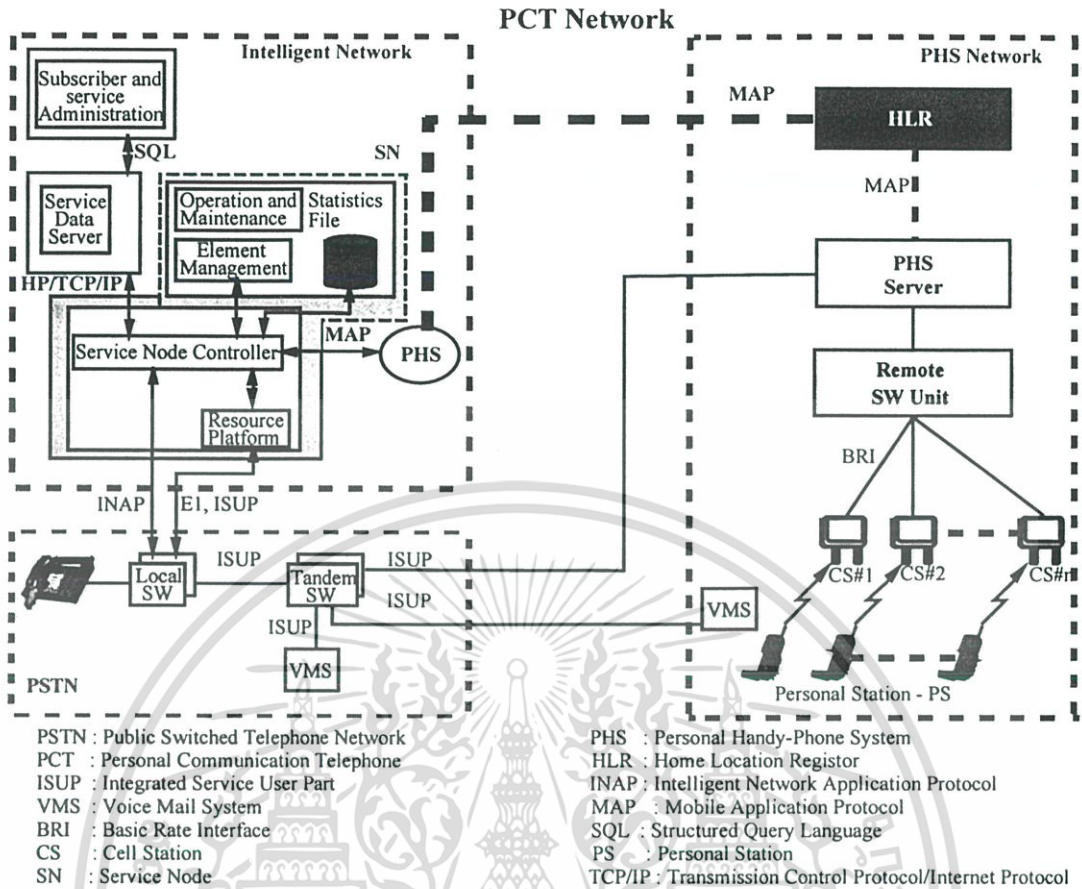 PCT Network
Intelligent Network
Subscriber and
service
Administration
SQL
SN
Service
Data
Server
Operation and
Maintenance
Statistics
File
Element
Management
HP/TCP/IP
MAP
Service Node Controller
PHS
Resource
Platform
INAP
E1, ISUP
PHS Network
MAP
HLR
MAP
PHS
Server
Remote
SW Unit
BRI
CS#1
CS#2
CS#n
Personal Station - PS
VMS
ISUP
ISUP
Local
SW
Tandem
SW
ISUP
ISUP
VMS
PSTN
PSTN : Public Switched Telephone Network
PCT : Personal Communication Telephone
ISUP : Integrated Service User Part
VMS : Voice Mail System
BRI : Basic Rate Interface
CS : Cell Station
SN : Service Node
PHS : Personal Handy-Phone System
HLR : Home Location Registor
INAP : Intelligent Network Application Protocol
MAP : Mobile Application Protocol
SQL : Structured Query Language
PS : Personal Station
TCP/IP : Transmission Control Protocol/Internet Protocol